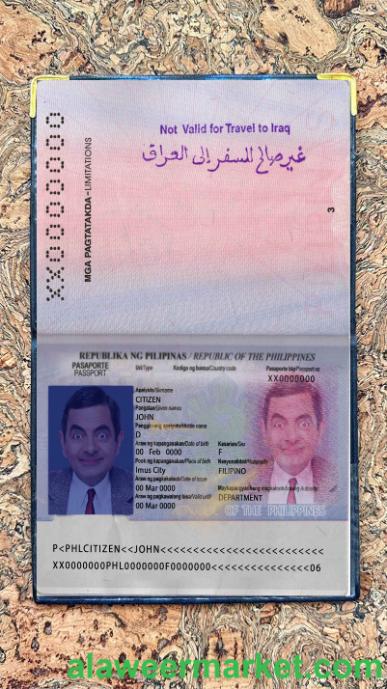 XX0000000
MGA PAGTATAKDA-LIMITATIONS
Not Valid for Travel to Iraq
غير صالح للسفر إلى العراق
3
REPUBLIKA NG PILIPINAS / REPUBLIC OF THE PHILIPPINES
PASAPORTE
PASSPORT
Uri/Type Kodigo ng bansa/Country code Pasaporte blg/Passport no.
XX0000000
Apelyido/Surname
CITIZEN
Pangalan/Given names
JOHN
Panggitnang apelyido/Middle name
D
Araw ng kapanganakan/Date of birth Kasarian/Sex
00 Feb 0000 F
Pook ng kapanganakan/Place of birth Nasyonalidad/Nationality
Imus City FILIPINO
Araw ng pagkakaloob/Date of issue
00 Mar 0000
Araw ng pagkawalang bisa/Valid until
00 Mar 0000 DEPARTMENT
OF THE PHILIPPINES
P<PHLCITIZEN<<JOHN<<<<<<<<<<<<<<<<<<<<<<<<<<
XX0000000PHL0000000F0000000<<<<<<<<<<<<<<<06
alaweermarket.com